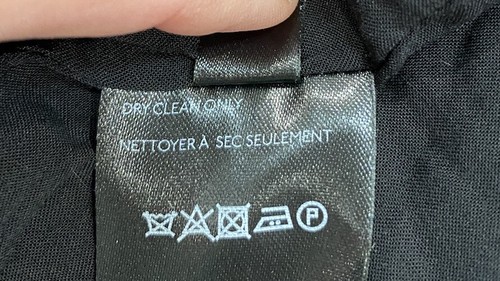 DRY CLEAN ONLY
NETTOYER À SEC SEULEMENT
P